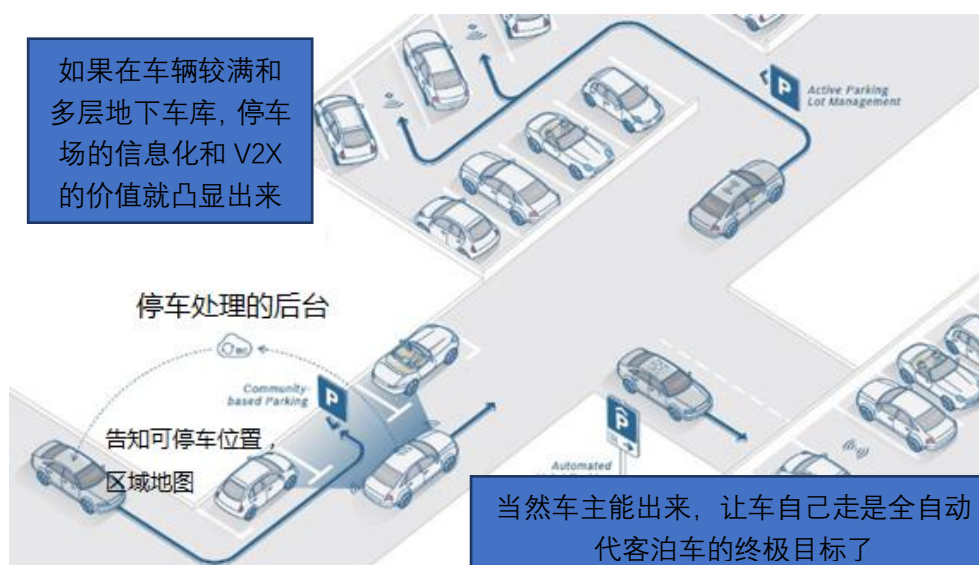 如果在车辆较满和
多层地下车库, 停车
场的信息化和 V2X
的价值就凸显出来
P
Active Parking
Lot Management
停车处理的后台
Community-
based Parking
P
告知可停车位置，
区域地图
P
Automated
当然车主能出来， 让车自己走是全自动
代客泊车的终极目标了